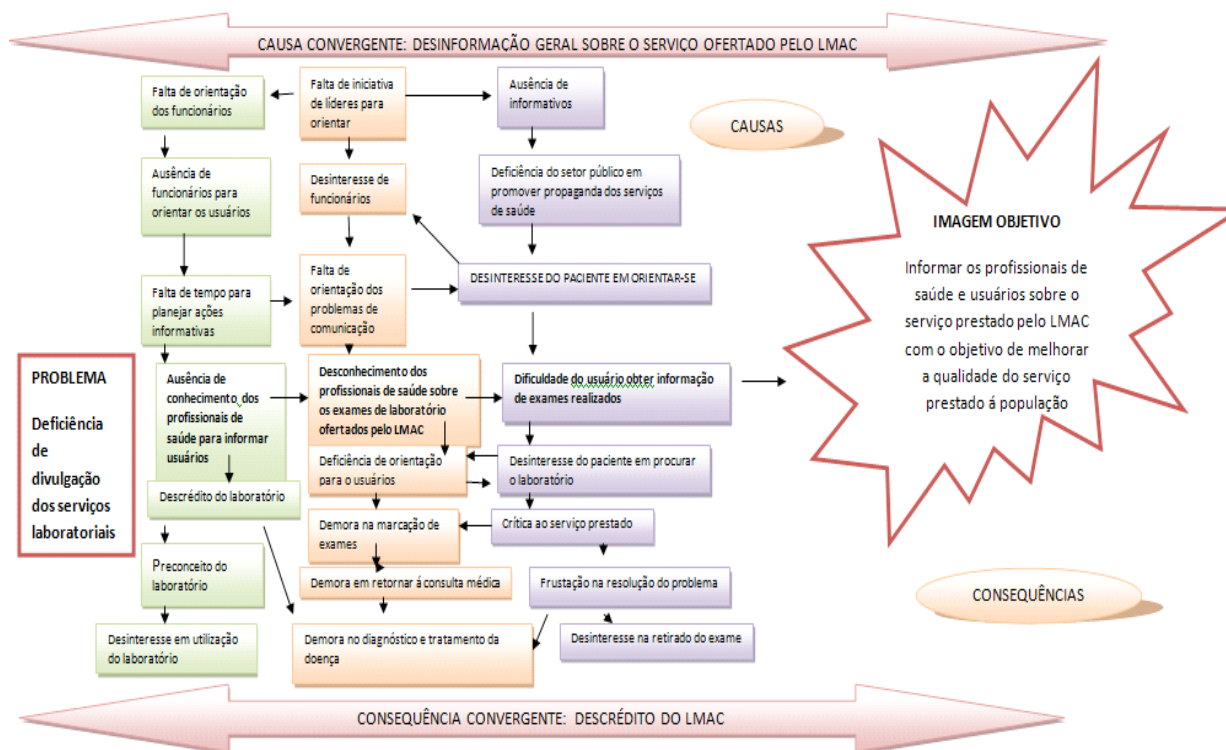 CAUSA CONVERGENTE: DESINFORMAÇÃO GERAL SOBRE O SERVIÇO OFERTADO PELO LMAC
Falta de orientação
dos funcionários
Falta de iniciativa
de líderes para
orientar
Ausência de
informativos
CAUSAS
Ausência de
funcionários para
orientar os usuários
Desinteresse de
funcionários
Deficiência do setor público em
promover propaganda dos serviços
de saúde
Falta de tempo para
planejar ações
informativas
Falta de
orientação dos
problemas de
comunicação
DESINTERESSE DO PACIENTE EM ORIENTAR-SE
IMAGEM OBJETIVO
Informar os profissionais de
saúde e usuários sobre o
serviço prestado pelo LMAC
com o objetivo de melhorar
a qualidade do serviço
prestado á população
PROBLEMA
Deficiência
de
divulgação
dos serviços
laboratoriais
Ausência de
conhecimento dos
profissionais de
saúde para informar
usuários
Desconhecimento dos
profissionais de saúde sobre
os exames de laboratório
ofertados pelo LMAC
Dificuldade do usuário obter informação
de exames realizados
Descrédito do laboratório
Deficiência de orientação
para o usuários
Desinteresse do paciente em procurar
o laboratório
Demora na marcação de
exames
Crítica ao serviço prestado
Preconceito do
laboratório
Demora em retornar á consulta médica
Frustação na resolução do problema
CONSEQUÊNCIAS
Desinteresse em utilização
do laboratório
Demora no diagnóstico e tratamento da
doença
Desinteresse na retirado do exame
CONSEQUÊNCIA CONVERGENTE: DESCRÉDITO DO LMAC